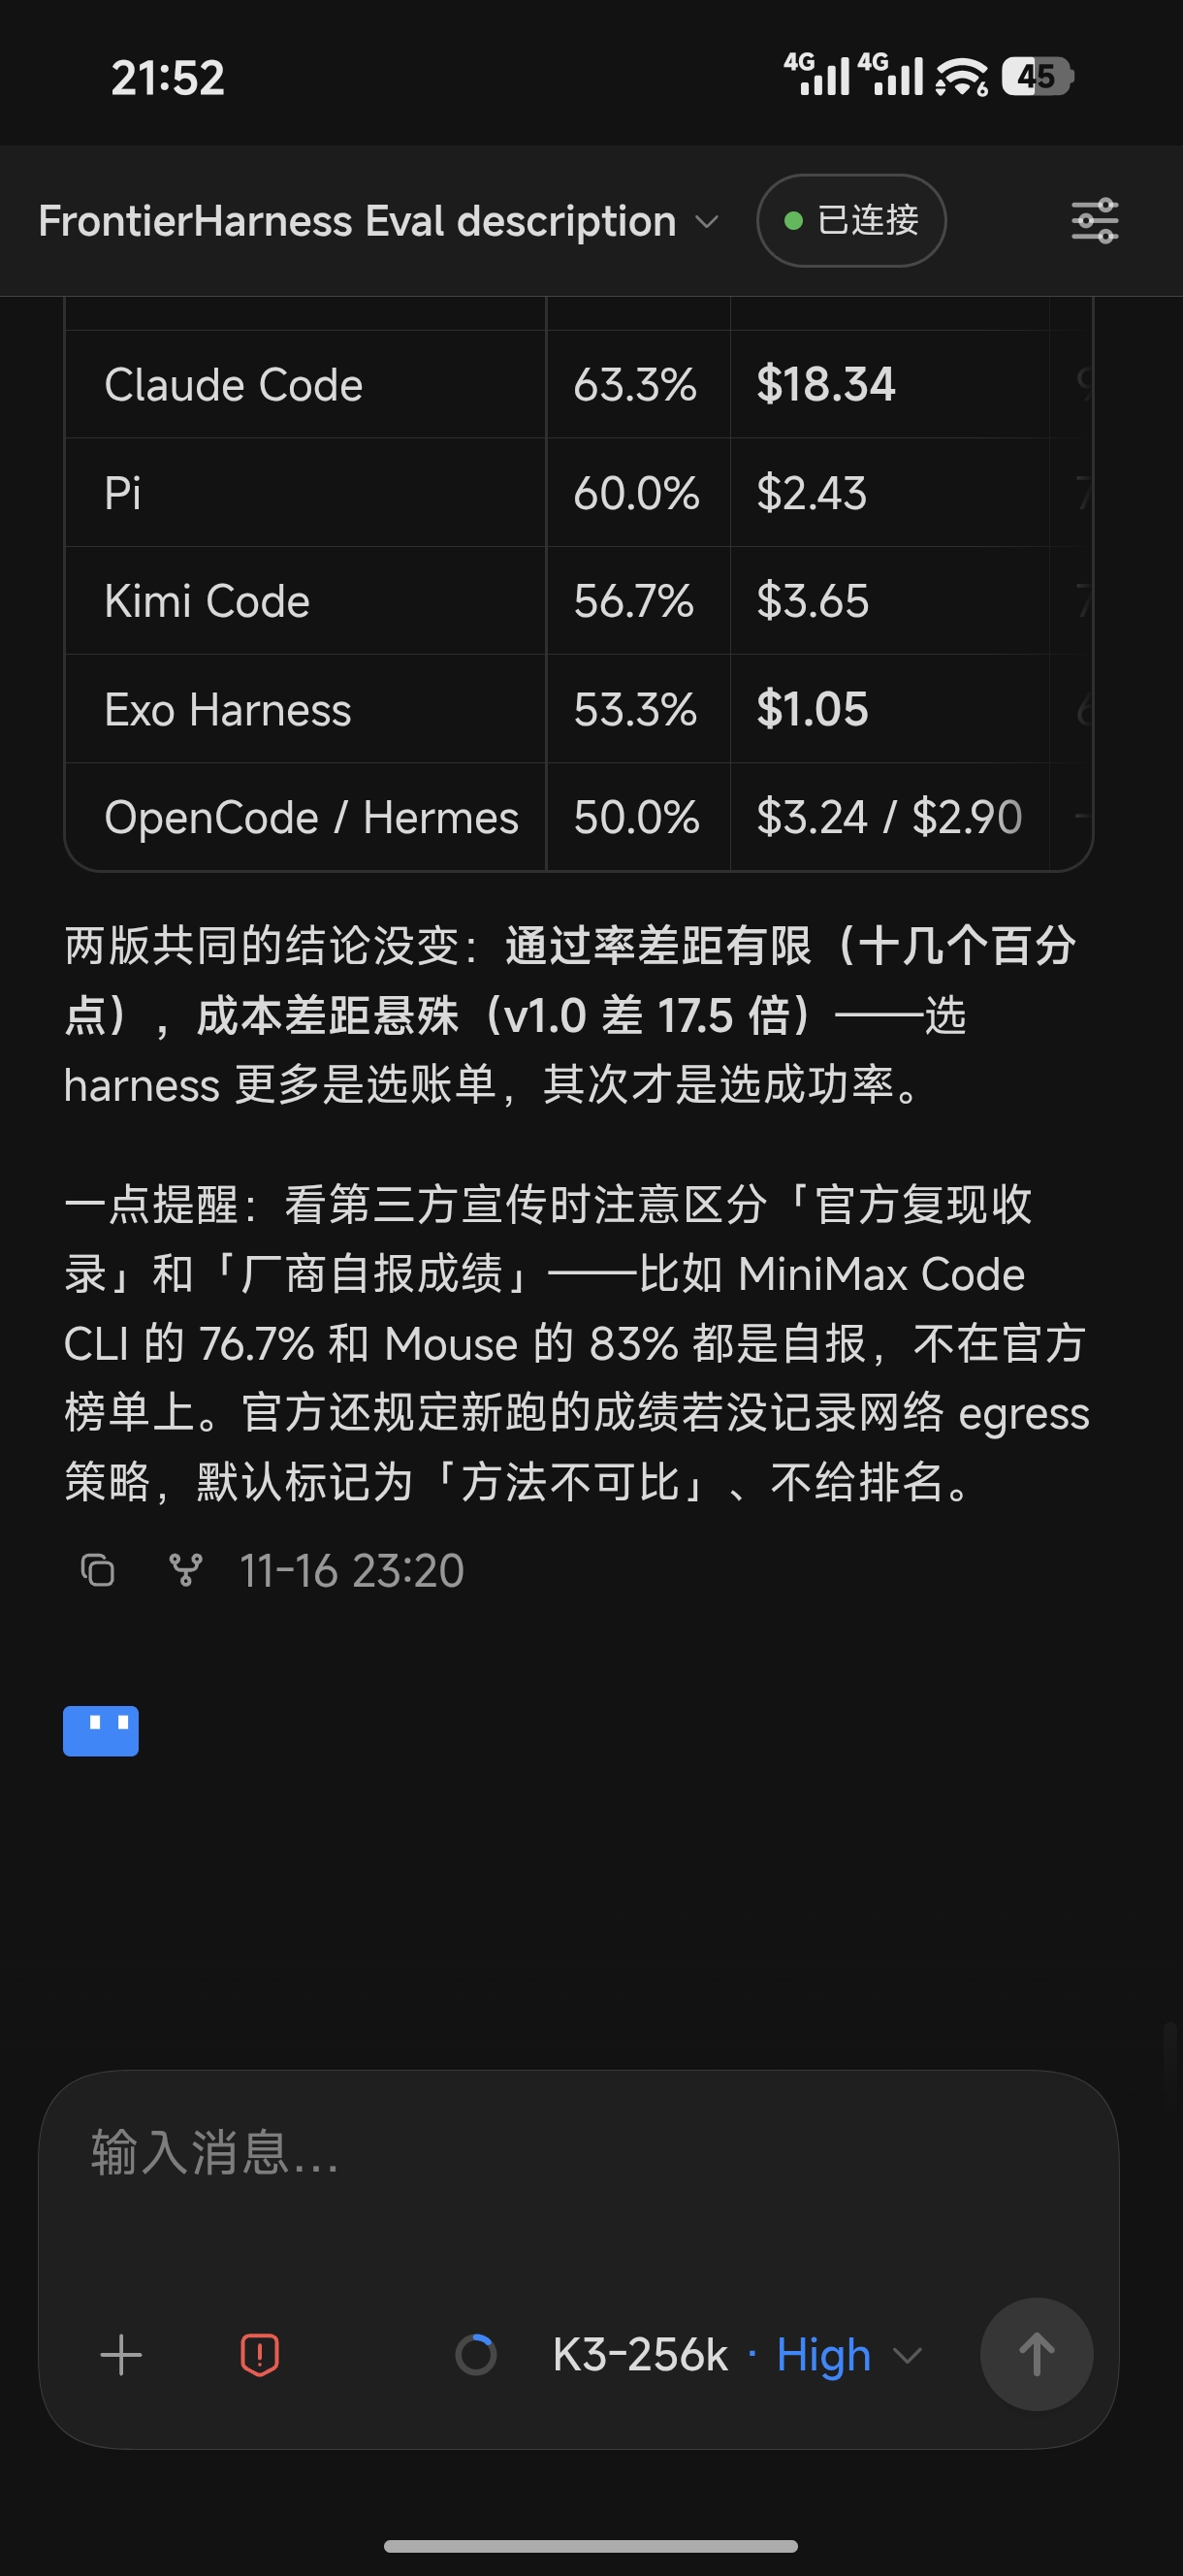 21:52
4G 4G 6 45
FrontierHarness Eval description 已连接
Claude Code 63.3% $18.34
Pi 60.0% $2.43
Kimi Code 56.7% $3.65
Exo Harness 53.3% $1.05
OpenCode / Hermes 50.0% $3.24 / $2.90
两版共同的结论没变：通过率差距有限（十几个百分
点），成本差距悬殊（v1.0 差 17.5 倍）——选
harness 更多是选账单，其次才是选成功率。
一点提醒：看第三方宣传时注意区分「官方复现收
录」和「厂商自报成绩」——比如 MiniMax Code
CLI 的 76.7% 和 Mouse 的 83% 都是自报，不在官方
榜单上。官方还规定新跑的成绩若没记录网络 egress
策略，默认标记为「方法不可比」、不给排名。
11-16 23:20
输入消息...
K3-256k · High